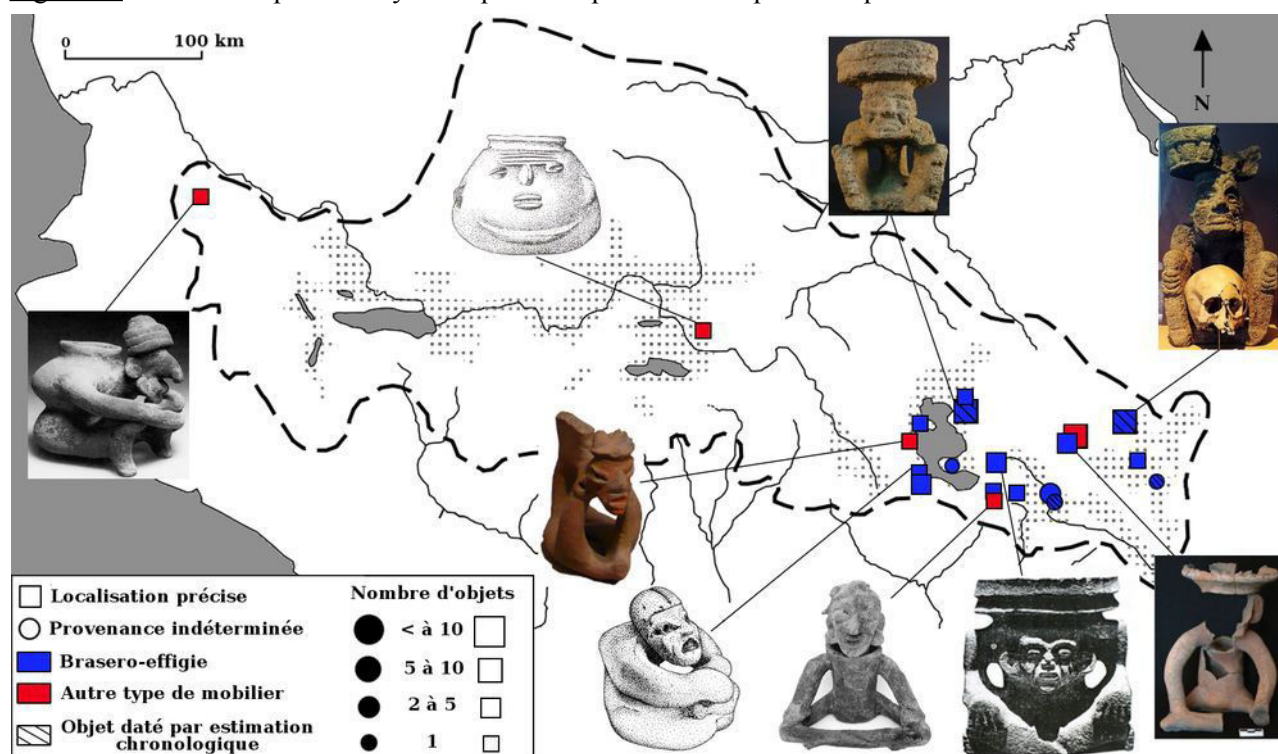 0 100 km
N
Localisation précise
Provenance indéterminée
Brasero-effigie
Autre type de mobilier
Objet daté par estimation
chronologique
Nombre d'objets
< à 10
5 à 10
2 à 5
1